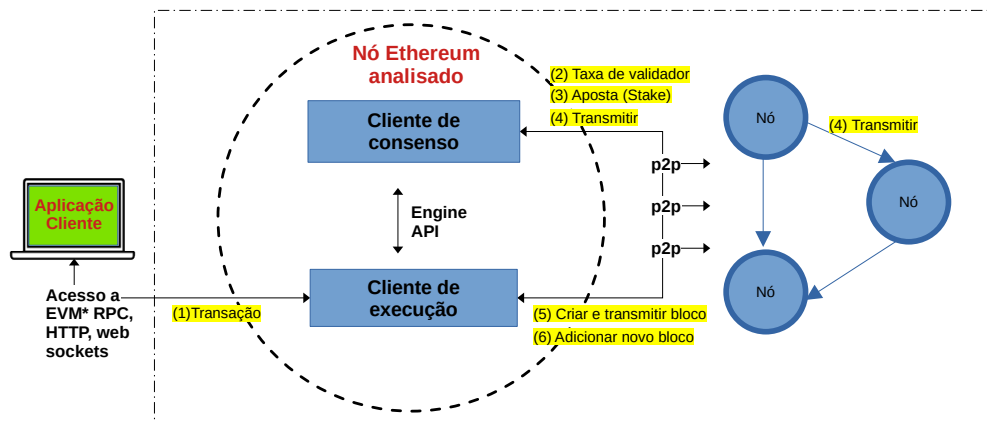 Nó Ethereum
analisado
(2) Taxa de validador
(3) Aposta (Stake)
(4) Transmitir
Cliente de
consenso
Nó
(4) Transmitir
p2p
Aplicação
Cliente
Engine
API
p2p
Nó
p2p
Cliente de
execução
Nó
Acesso a
EVM* RPC,
HTTP, web
sockets
(1)Transação
(5) Criar e transmitir bloco
(6) Adicionar novo bloco